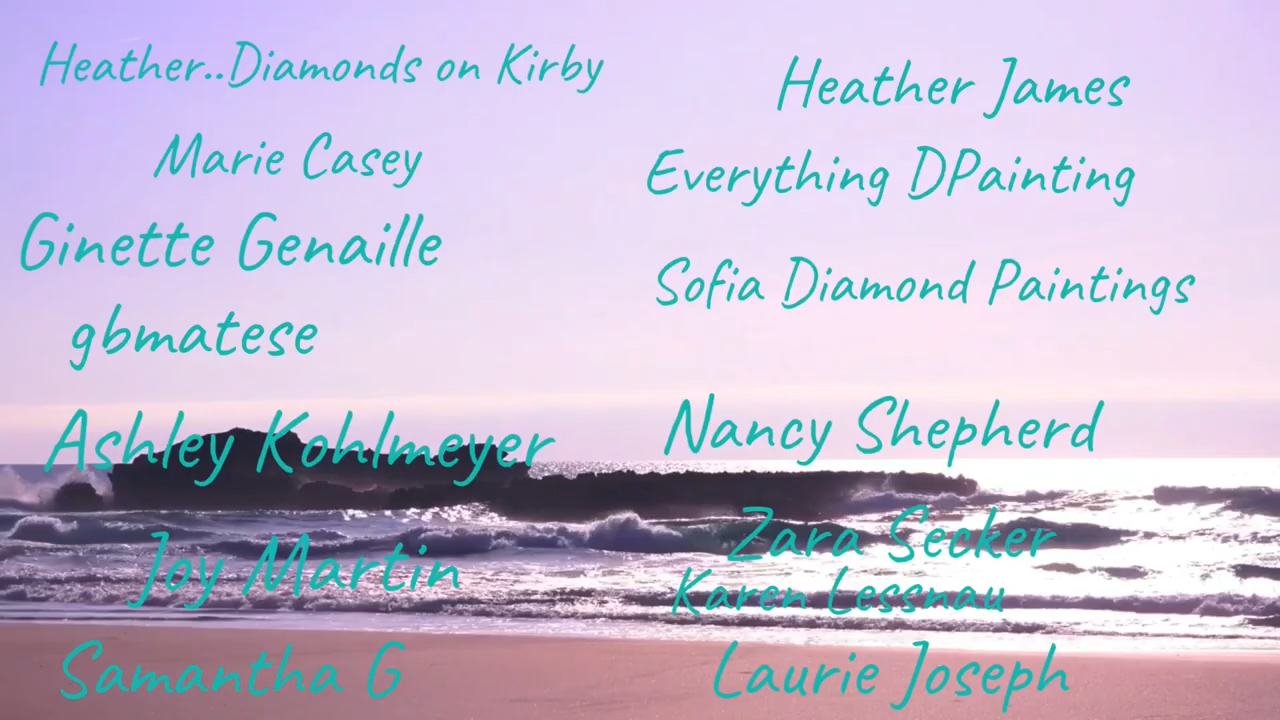 Heather..Diamonds on Kirby
Marie Casey
Ginette Genaille
gbmatese
Ashley Kohlmeyer
Joy Martin
Samantha G
Heather James
Everything DPainting
Sofia Diamond Paintings
Nancy Shepherd
Zara Secker
Karen Lessnau
Laurie Joseph